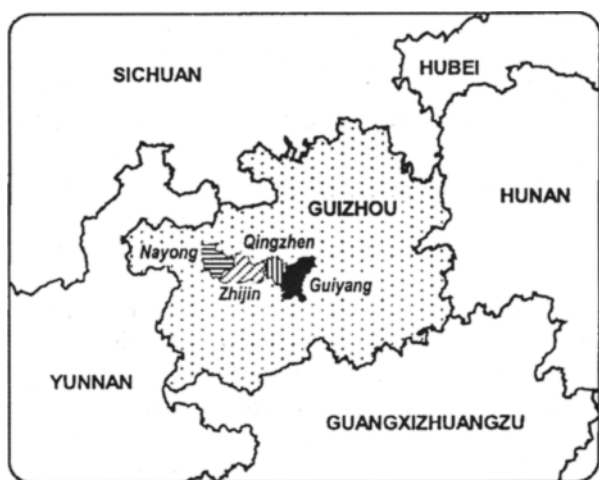 SICHUAN
HUBEI
HUNAN
GUIZHOU
Nayong
Qingzhen
Zhijin
Guiyang
YUNNAN
GUANGXIZHUANGZU